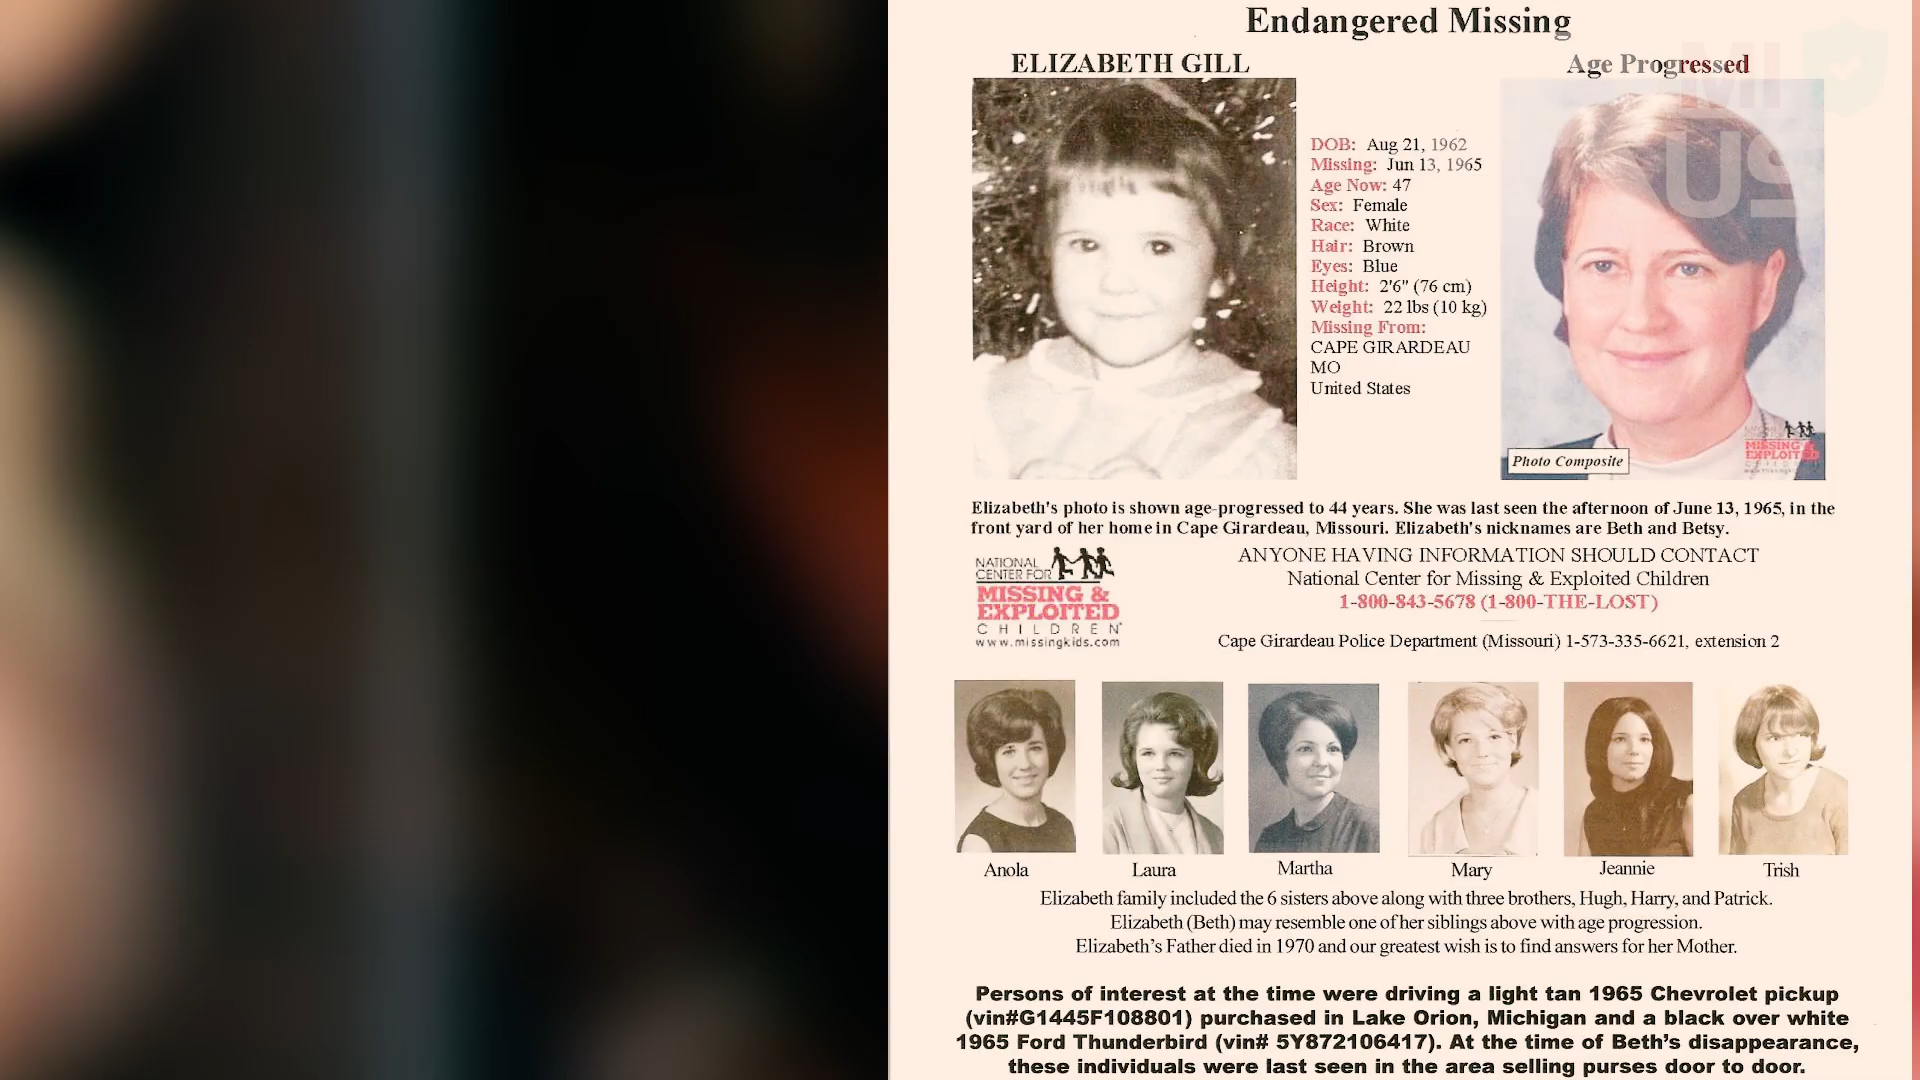 Endangered Missing
ELIZABETH GILL
Age Progressed
MI
US
DOB: Aug 21, 1962
Missing: Jun 13, 1965
Age Now: 47
Sex: Female
Race: White
Hair: Brown
Eyes: Blue
Height: 2'6" (76 cm)
Weight: 22 lbs (10 kg)
Missing From:
CAPE GIRARDEAU
MO
United States
Photo Composite
MISSING &
EXPLOITED
CHILDREN
Elizabeth's photo is shown age-progressed to 44 years. She was last seen the afternoon of June 13, 1965, in the
front yard of her home in Cape Girardeau, Missouri. Elizabeth's nicknames are Beth and Betsy.
NATIONAL
CENTER FOR
MISSING &
EXPLOITED
CHILDREN
www.missingkids.com
ANYONE HAVING INFORMATION SHOULD CONTACT
National Center for Missing & Exploited Children
1-800-843-5678 (1-800-THE-LOST)
Cape Girardeau Police Department (Missouri) 1-573-335-6621, extension 2
Anola
Laura
Martha
Mary
Jeannie
Trish
Elizabeth family included the 6 sisters above along with three brothers, Hugh, Harry, and Patrick.
Elizabeth (Beth) may resemble one of her siblings above with age progression.
Elizabeth's Father died in 1970 and our greatest wish is to find answers for her Mother.
Persons of interest at the time were driving a light tan 1965 Chevrolet pickup
(vin#G1445F108801) purchased in Lake Orion, Michigan and a black over white
1965 Ford Thunderbird (vin# 5Y872106417). At the time of Beth's disappearance,
these individuals were last seen in the area selling purses door to door.